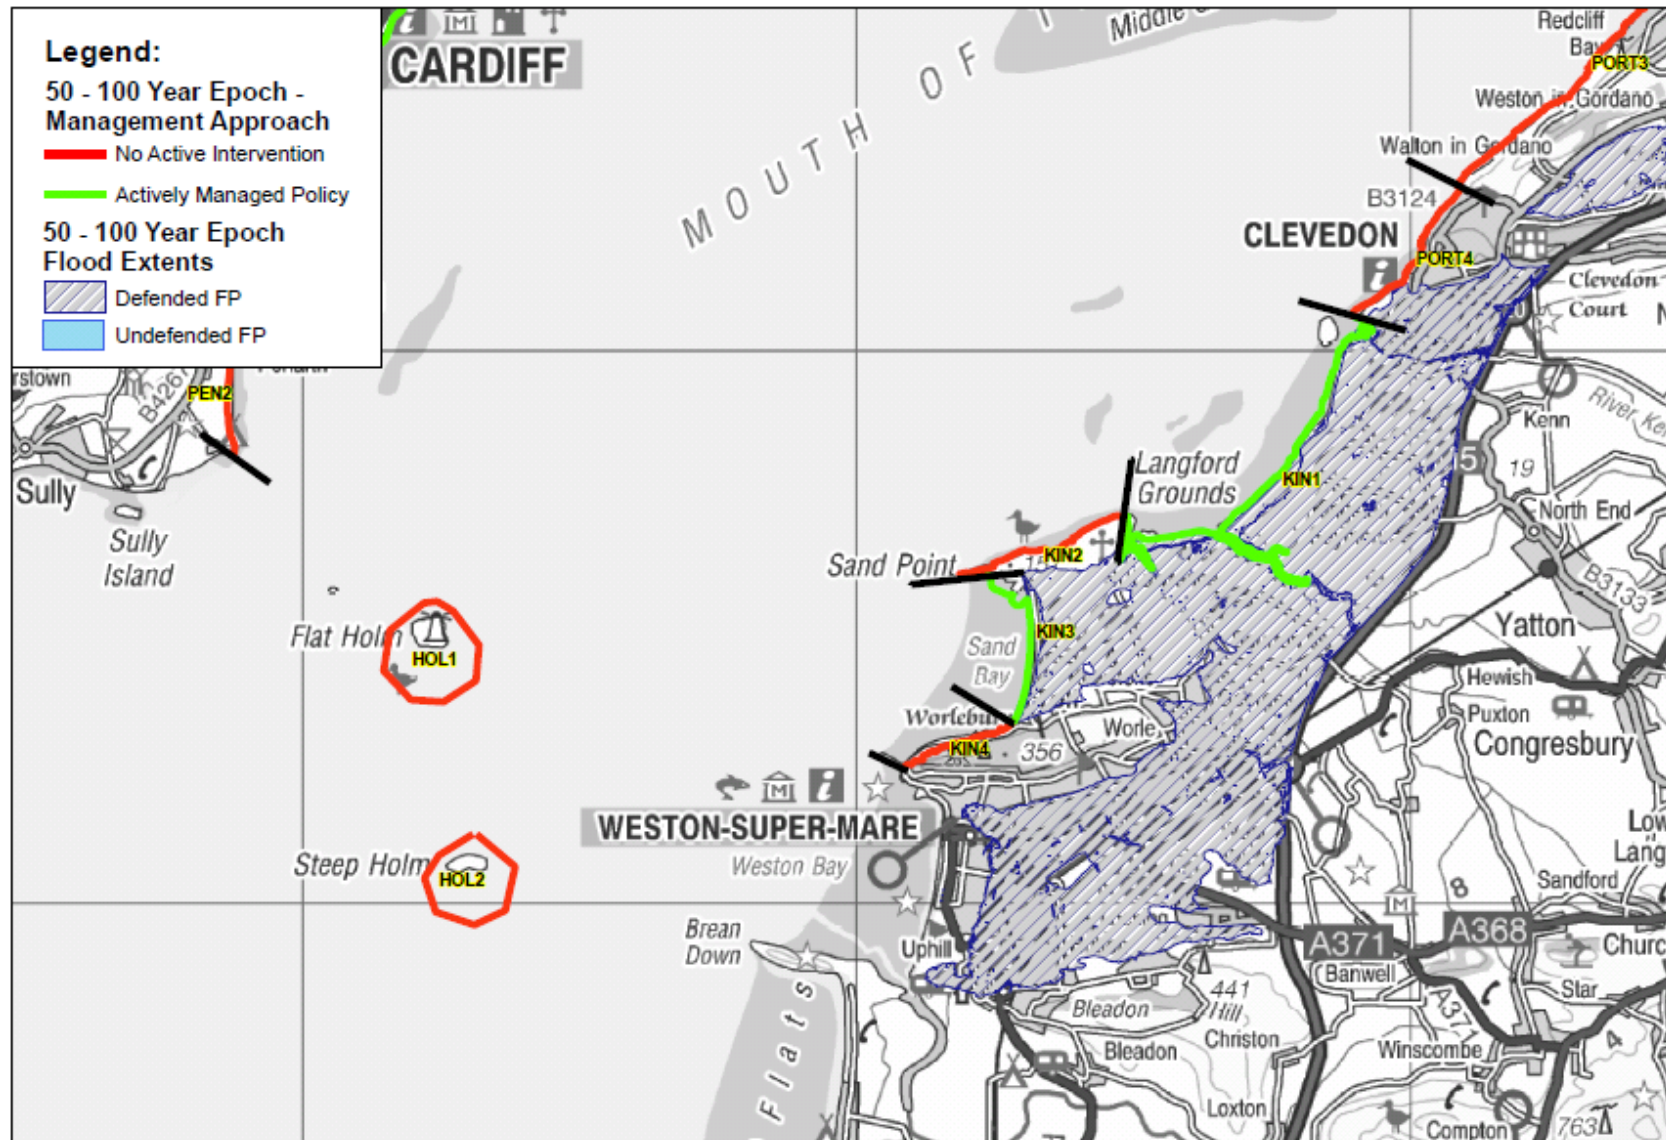 Legend:
50 - 100 Year Epoch -
Management Approach
No Active Intervention
Actively Managed Policy
50 - 100 Year Epoch
Flood Extents
Defended FP
Undefended FP
CARDIFF
MOUTH OF
Middle
Redcliff
Bay
PORT3
Weston in Gordano
Walton in Gordano
B3124
CLEVEDON
PORT4
Clevedon
Court
B4267
PEN2
Sully
Sully
Island
Kenn
River
5
19
Langford
Grounds
KIN1
North End
KIN2
Sand Point
B3133
Yatton
Flat Holm
HOL1
KIN3
Sand
Bay
Hewish
Puxton
Congresbury
Worle
KIN4
356
WESTON-SUPER-MARE
Weston Bay
Steep Holm
HOL2
Sandford
8
Brean
Down
Uphill
A371
A368
Banwell
Star
441
Hill
Bleadon
Christon
A371
Bleadon
Winscombe
4
Flats
Loxton
Compton
763